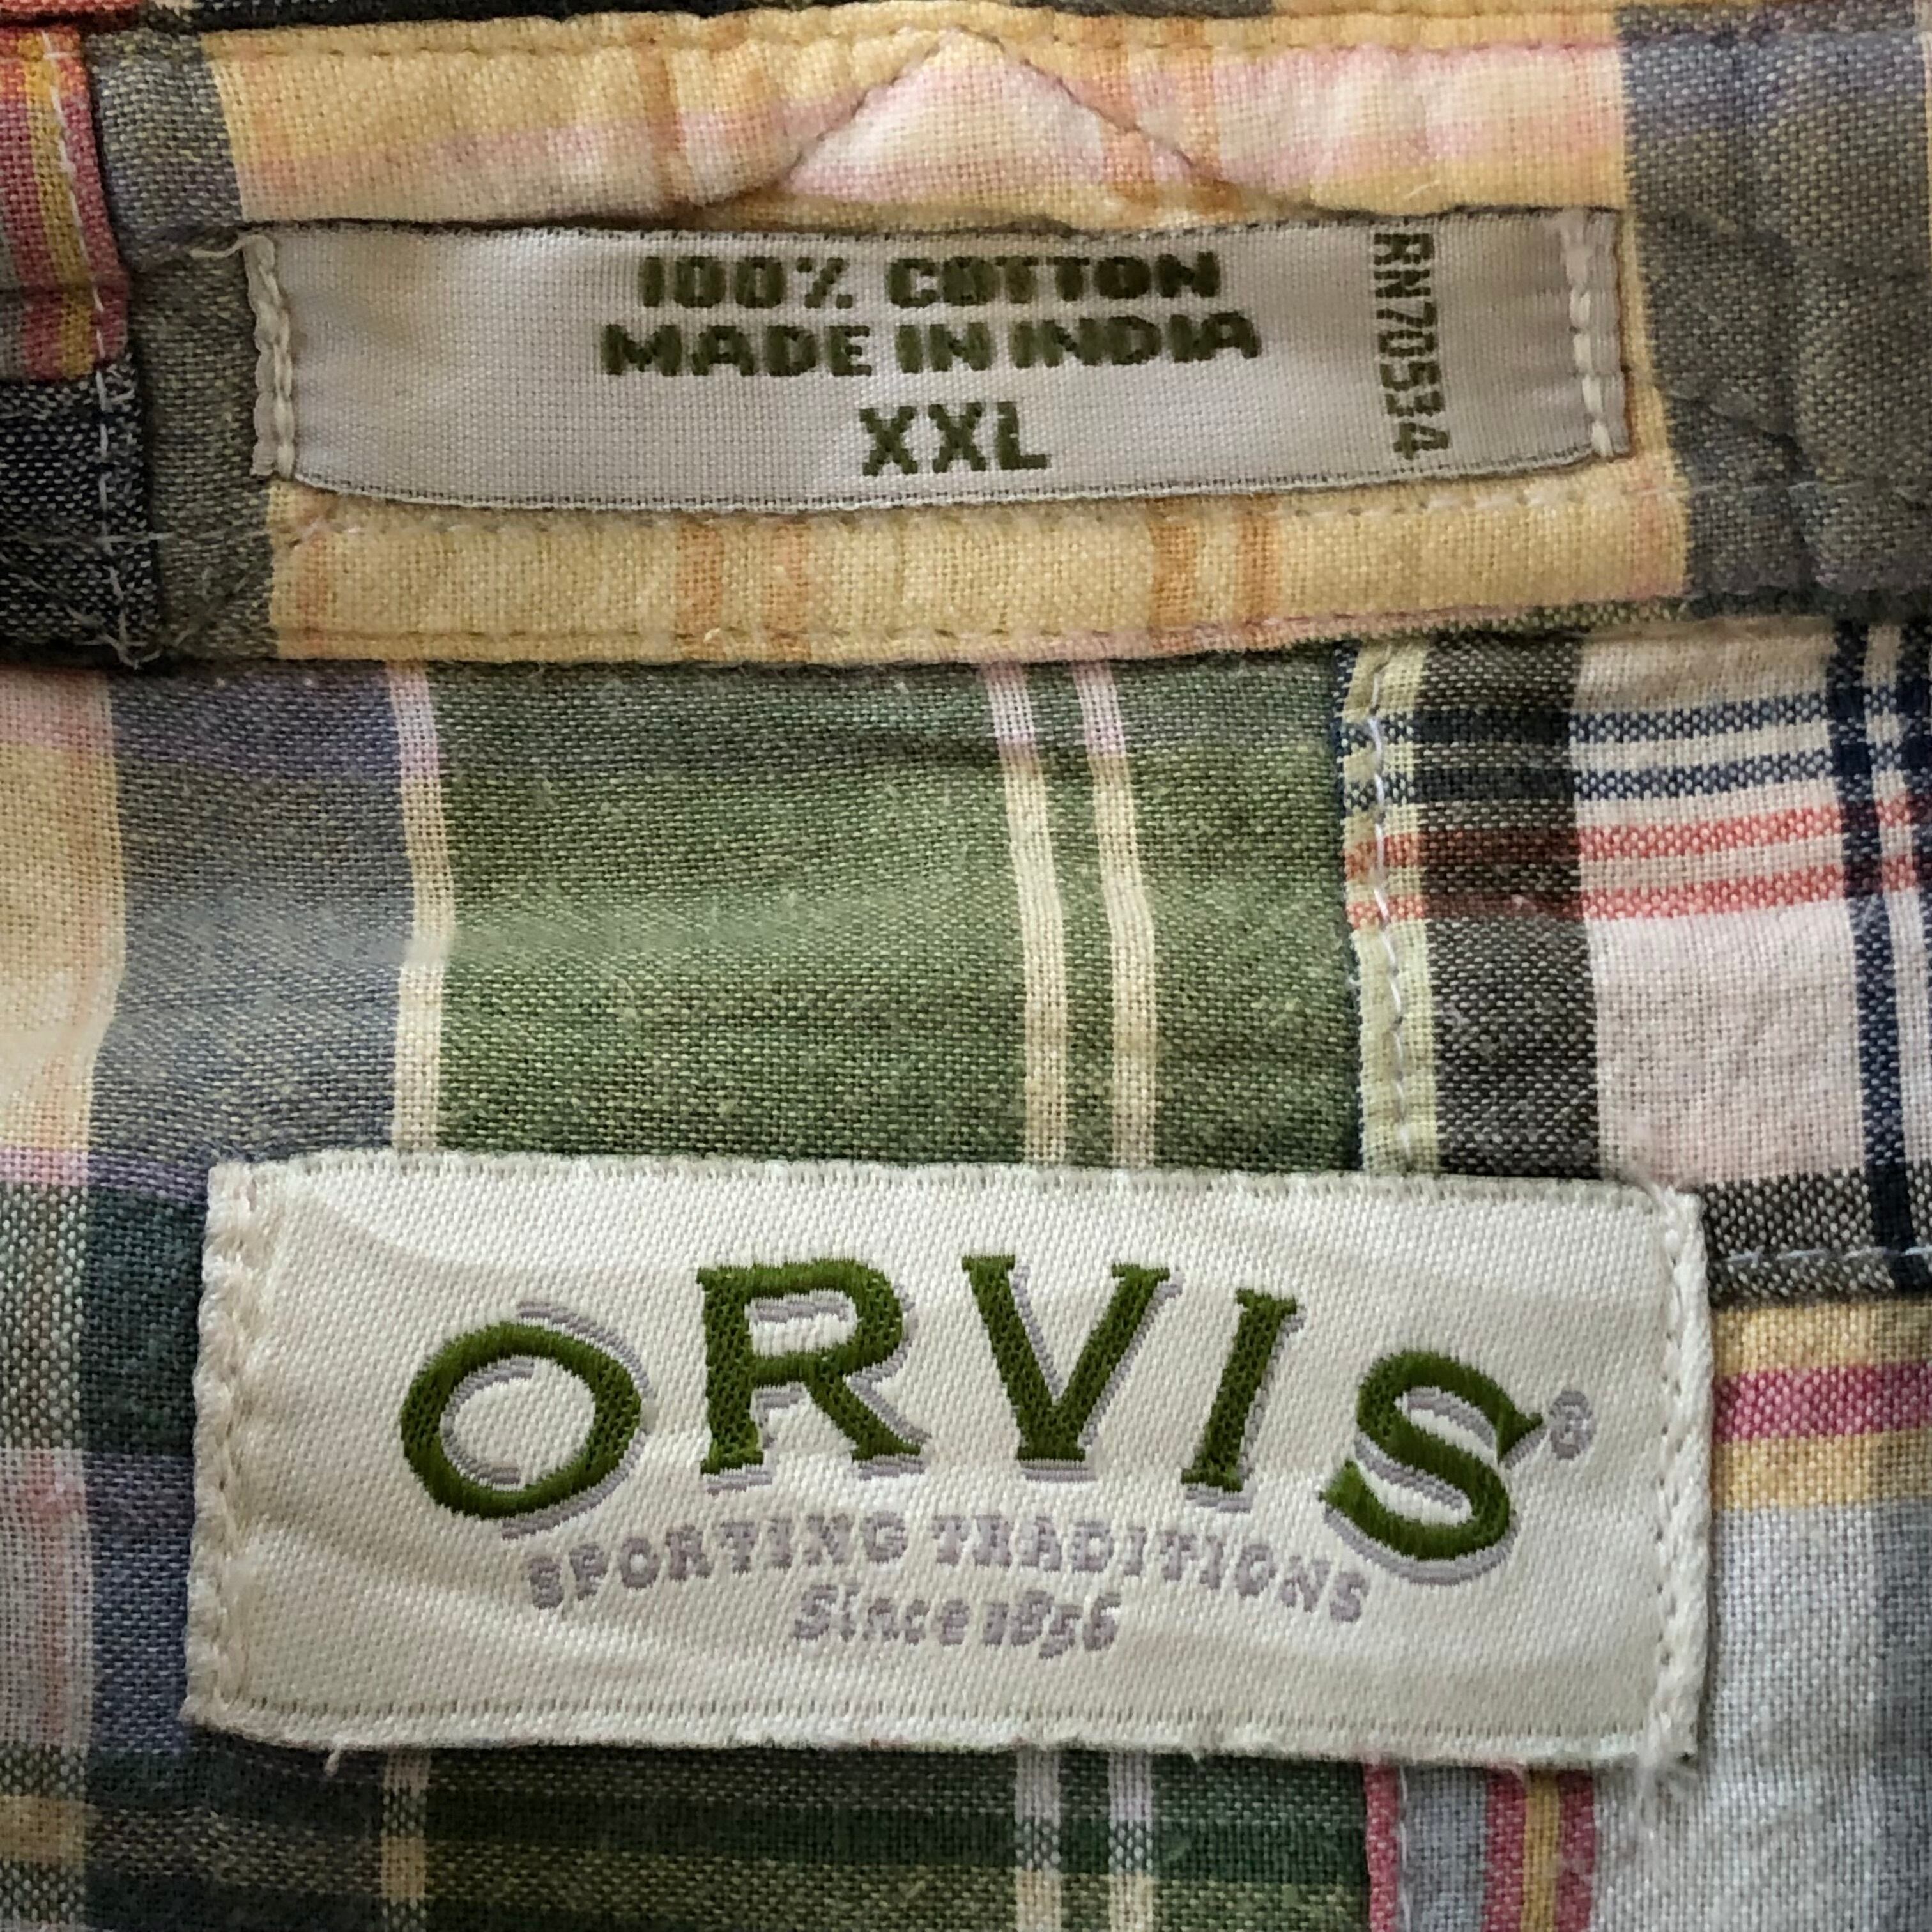 100% COTTON
MADE IN INDIA
XXL
RN70534
ORVIS®
SPORTING TRADITIONS
Since 1856